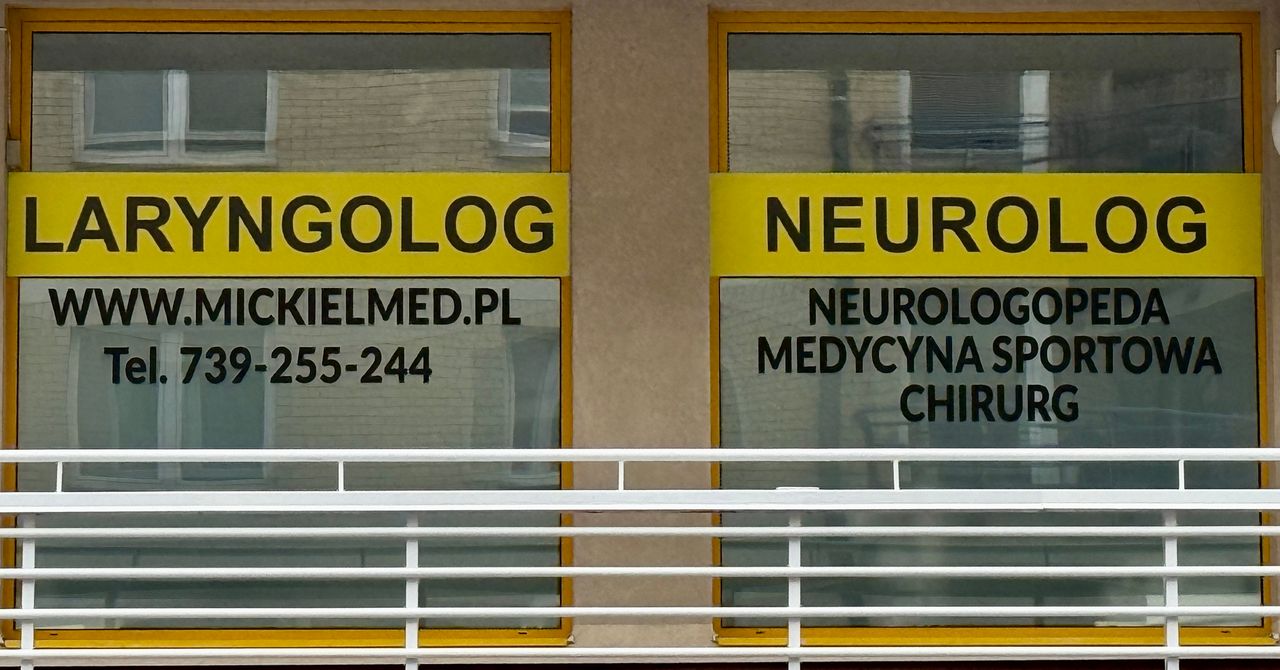 LARYNGOLOG
WWW.MICKIELMED.PL
Tel. 739-255-244
NEUROLOG
NEUROLOGOPEDA
MEDYCYNA SPORTOWA
CHIRURG